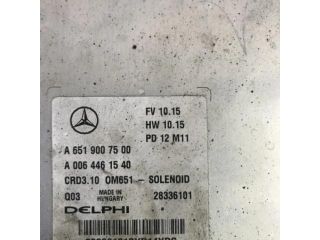 FV 10.15
HW 10.15
PD 12 M11
A 651 900 75 00
A 006 446 15 40
CRD3.10 OM651- SOLENOID
Q03 MADE IN HUNGARY 28336101
DELPHI